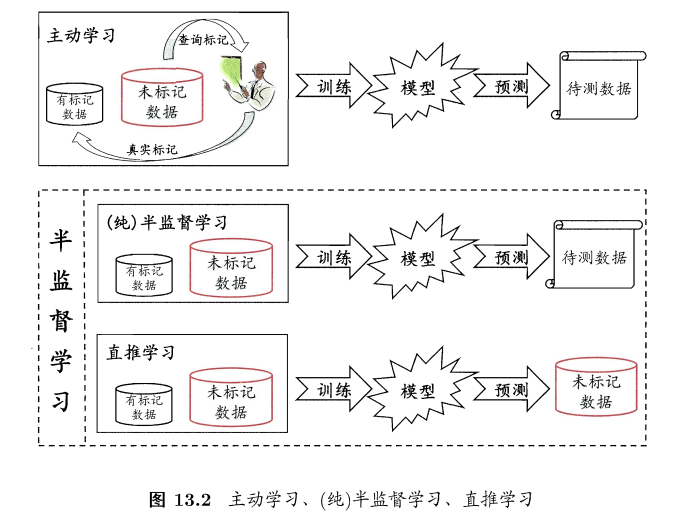 主动学习
查询标记
有标记
数据
未标记
数据
真实标记
训练
模型
预测
待测数据
半监督学习
(纯)半监督学习
有标记
数据
未标记
数据
训练
模型
预测
待测数据
直推学习
有标记
数据
未标记
数据
训练
模型
预测
未标记
数据
图 13.2 主动学习、(纯)半监督学习、直推学习